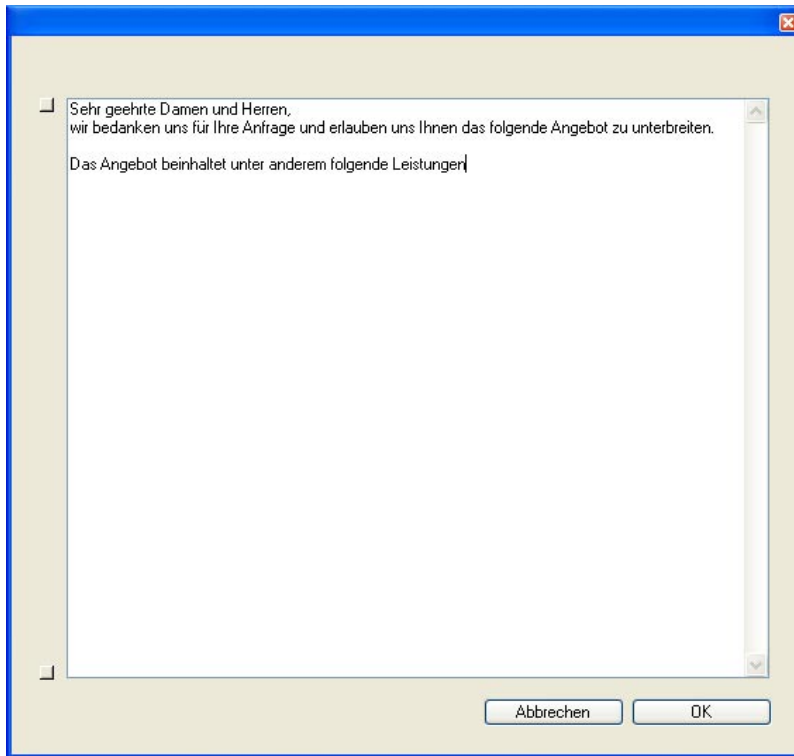 Sehr geehrte Damen und Herren,
wir bedanken uns für Ihre Anfrage und erlauben uns Ihnen das folgende Angebot zu unterbreiten.
Das Angebot beinhaltet unter anderem folgende Leistungen
Abbrechen
OK